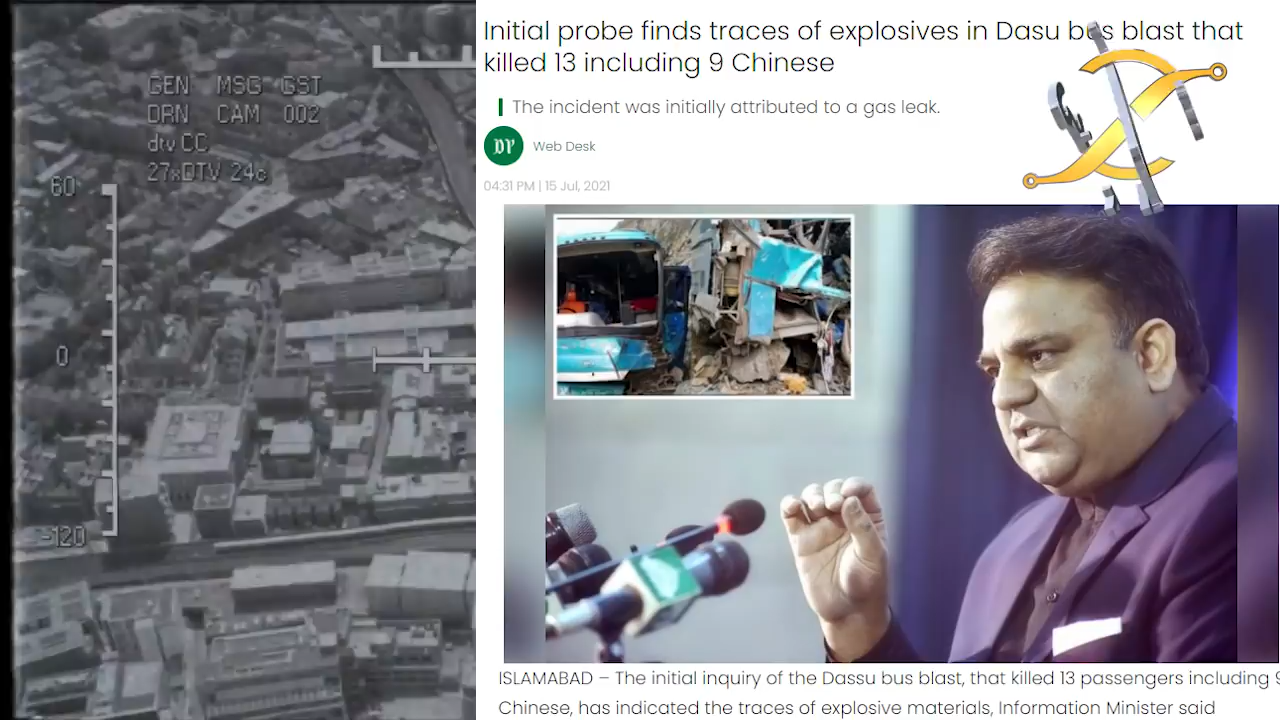 GEN MSG GST
DRN CAM 002
dtv CC
27xDTV 24c
60
0
-120
Initial probe finds traces of explosives in Dasu bus blast that
killed 13 including 9 Chinese
The incident was initially attributed to a gas leak.
DP
Web Desk
04:31 PM | 15 Jul, 2021
ISLAMABAD – The initial inquiry of the Dassu bus blast, that killed 13 passengers including 9
Chinese, has indicated the traces of explosive materials, Information Minister said